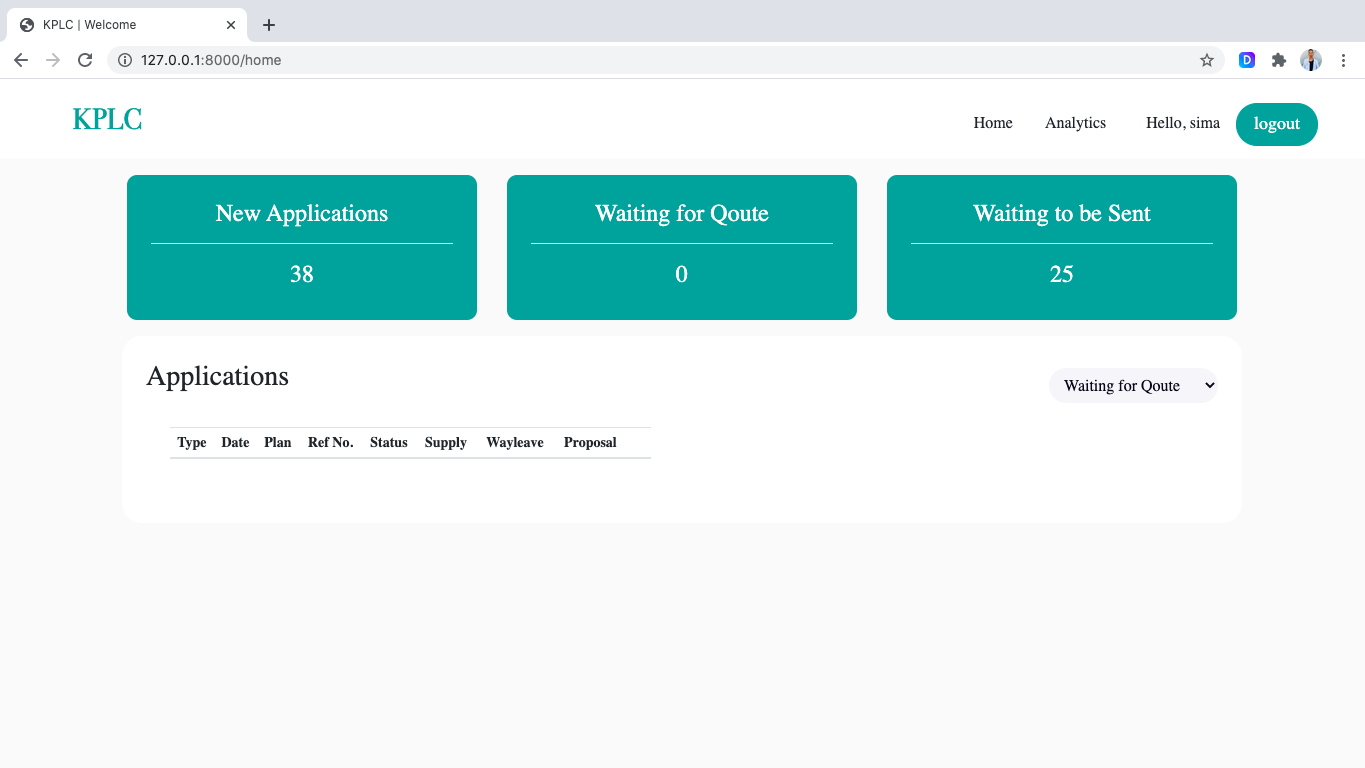 KPLC | Welcome
127.0.0.1:8000/home
D
KPLC
Home Analytics Hello, sima logout
New Applications Waiting for Qoute Waiting to be Sent
38 0 25
Applications
Waiting for Qoute
Type Date Plan Ref No. Status Supply Wayleave Proposal